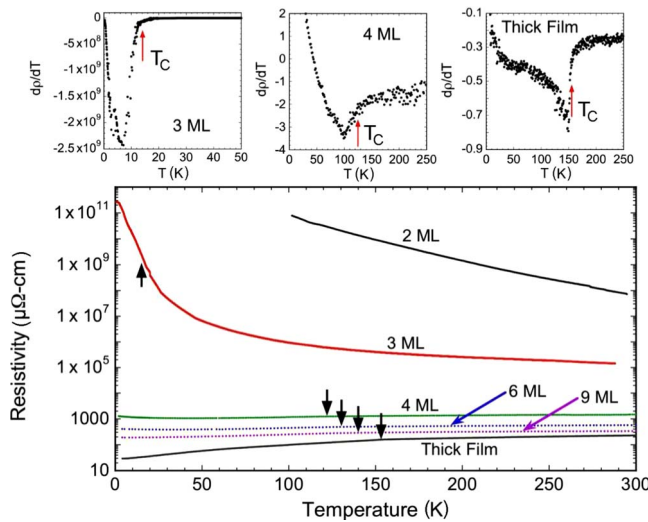 0
-5x10⁸
-1x10⁹
-1.5x10⁹
-2x10⁹
-2.5x10⁹
dρ/dT
T_C
3 ML
0 10 20 30 40 50
T (K)
2
0
-2
-4
dρ/dT
4 ML
T_C
0 50 100 150 200 250
T (K)
-0.1
-0.3
-0.5
-0.7
-0.9
dρ/dT
Thick Film
T_C
0 50 100 150 200 250
T (K)
Resistivity (μΩ-cm)
1 x 10¹¹
1 x 10⁹
1 x 10⁷
1 x 10⁵
1000
10
2 ML
3 ML
4 ML
6 ML
9 ML
Thick Film
0 50 100 150 200 250 300
Temperature (K)